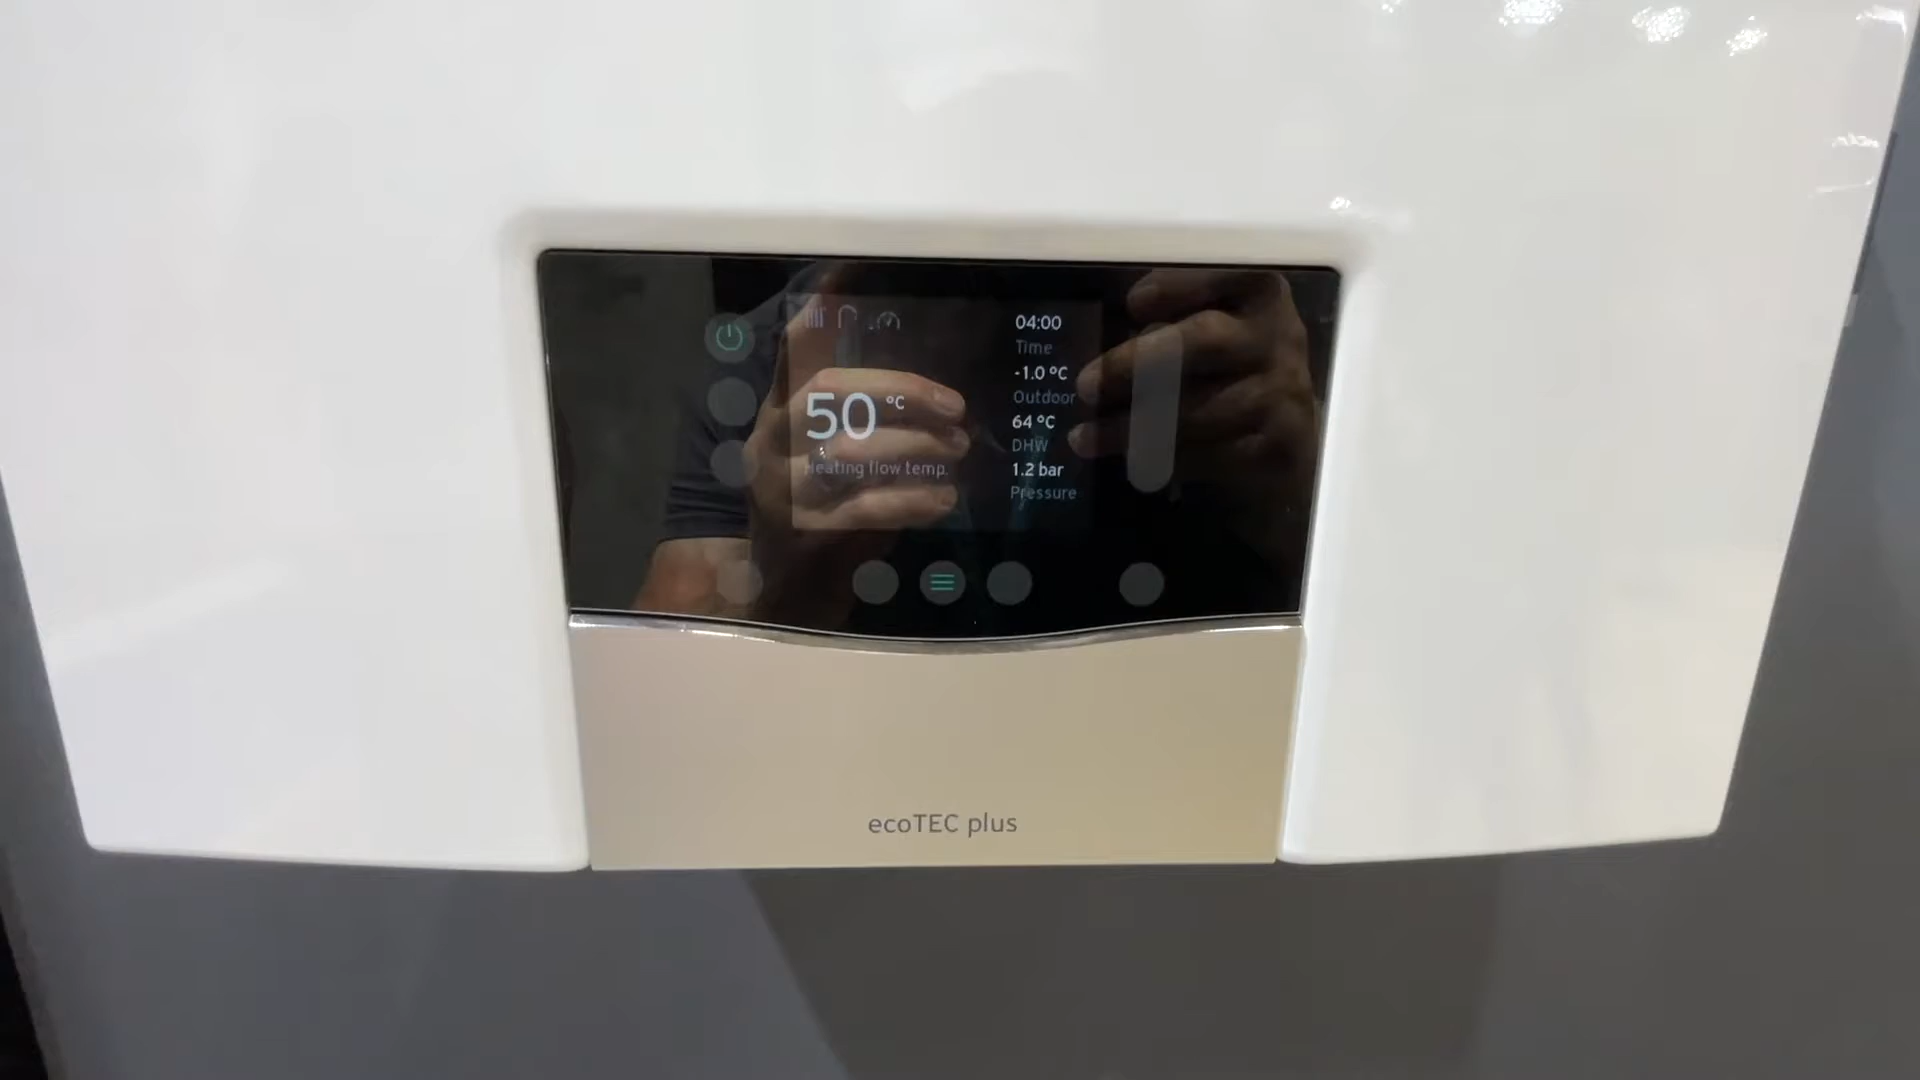 04:00
Time
-1.0 °C
Outdoor
50 °C
64 °C
DHW
Heating flow temp.
1.2 bar
Pressure
ecoTEC plus